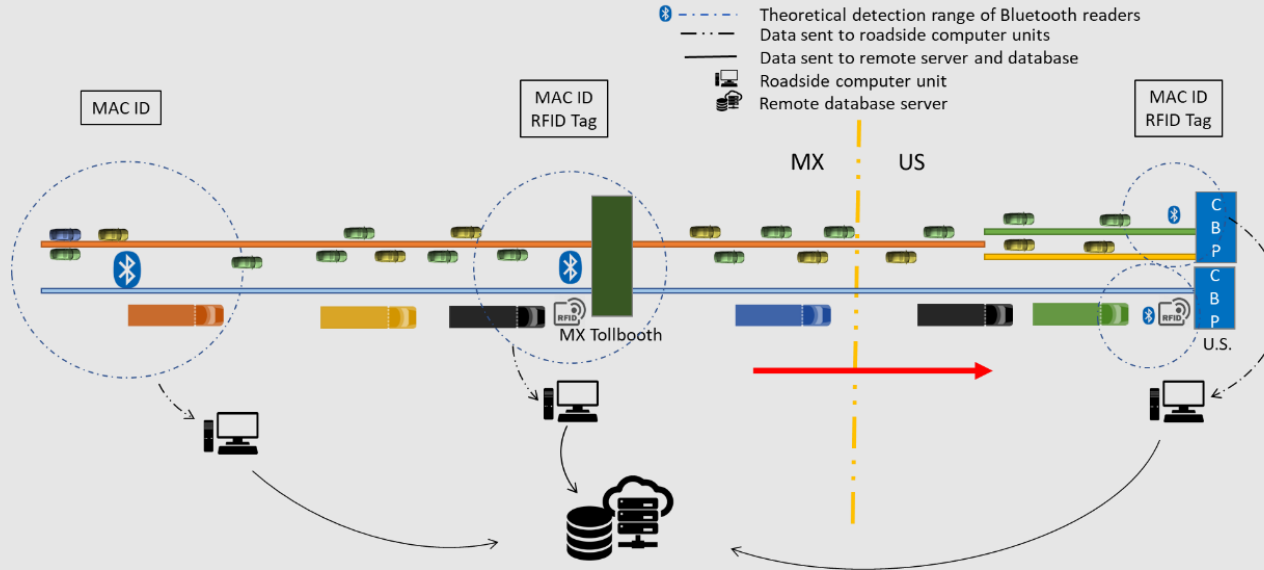 Theoretical detection range of Bluetooth readers
Data sent to roadside computer units
Data sent to remote server and database
Roadside computer unit
Remote database server
MAC ID
MAC ID
RFID Tag
MAC ID
RFID Tag
MX
US
C
B
P
C
B
P
RFID
MX Tollbooth
RFID
U.S.